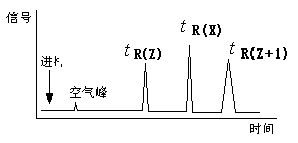 信号
t R(Z)
t R(X)
t R(Z+1)
进样
空气峰
时间